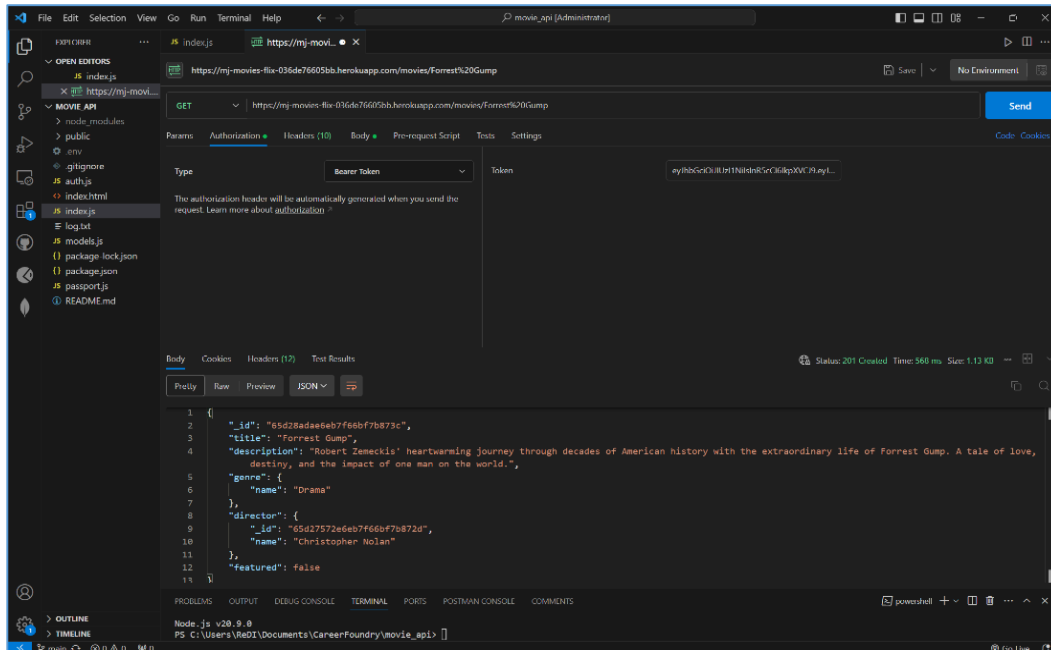 File Edit Selection View Go Run Terminal Help
movie_api [Administrator]
EXPLORER
OPEN EDITORS
JS index.js
https://mj-movi...
MOVIE_API
node_modules
public
.env
.gitignore
JS auth.js
index.html
JS index.js
log.txt
JS models.js
{} package-lock.json
{} package.json
JS passport.js
README.md
OUTLINE
TIMELINE
JS index.js
https://mj-movi...
https://mj-movies-flix-036de76605bb.herokuapp.com/movies/Forrest%20Gump
Save
No Environment
GET
https://mj-movies-flix-036de76605bb.herokuapp.com/movies/Forrest%20Gump
Send
Params Authorization Headers (10) Body Pre-request Script Tests Settings
Code Cookies
Type
Bearer Token
Token
The authorization header will be automatically generated when you send the
request. Learn more about authorization
Body Cookies Headers (12) Test Results
Status: 201 Created Time: 568 ms Size: 1.13 KB
Pretty Raw Preview JSON
1 {
2 "_id": "65d28adae6eb7f66bf7b873c",
3 "title": "Forrest Gump",
4 "description": "Robert Zemeckis' heartwarming journey through decades of American history with the extraordinary life of Forrest Gump. A tale of love,
destiny, and the impact of one man on the world.",
5 "genre": {
6 "name": "Drama"
7 },
8 "director": {
9 "_id": "65d27572e6eb7f66bf7b872d",
10 "name": "Christopher Nolan"
11 },
12 "featured": false
13 }
PROBLEMS OUTPUT DEBUG CONSOLE TERMINAL PORTS POSTMAN CONSOLE COMMENTS
powershell
Node.js v20.9.0
PS C:\Users\ReDI\Documents\CareerFoundry\movie_api>
main
0
0
0
Go Live